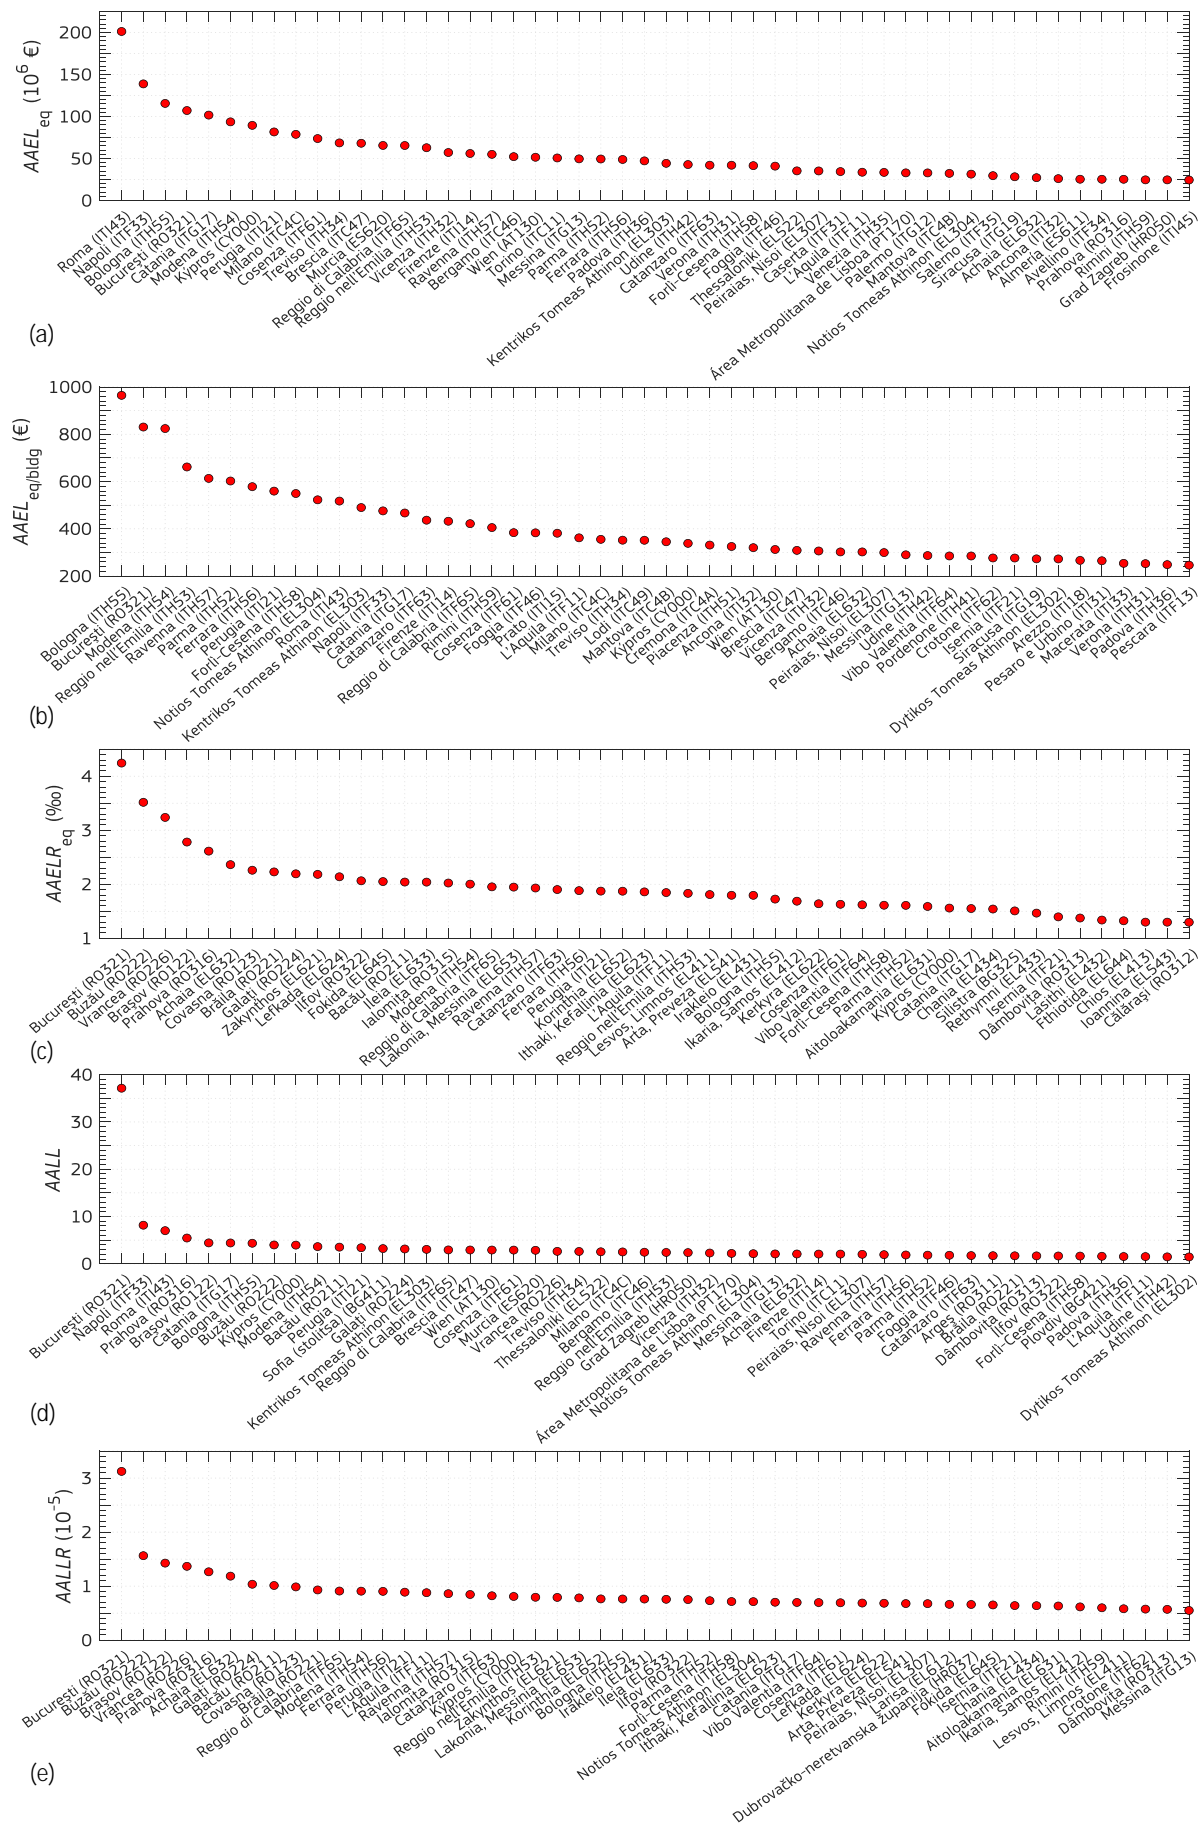 200
150
100
50
0
AAELeq (10⁶ €)
Roma (ITI43)
Napoli (ITF33)
Bologna (ITH55)
Bucureşti (RO321)
Catania (ITG17)
Modena (ITH54)
Kypros (CY000)
Perugia (ITI21)
Milano (ITC4C)
Cosenza (ITF61)
Treviso (ITH34)
Brescia (ITC47)
Murcia (ES620)
Reggio di Calabria (ITF65)
Reggio nell'Emilia (ITH53)
Vicenza (ITH32)
Firenze (ITI14)
Ravenna (ITH57)
Bergamo (ITC46)
Wien (AT130)
Torino (ITC11)
Messina (ITG13)
Parma (ITH52)
Ferrara (ITH56)
Padova (ITH36)
Kentrikos Tomeas Athinon (EL303)
Udine (ITH42)
Catanzaro (ITF63)
Verona (ITH31)
Forlì-Cesena (ITH58)
Foggia (ITF46)
Thessaloniki (EL522)
Peiraias, Nisoi (EL307)
Caserta (ITF31)
L'Aquila (ITF11)
Venezia (ITH35)
Área Metropolitana de Lisboa (PT170)
Palermo (ITG12)
Mantova (ITC4B)
Notios Tomeas Athinon (EL304)
Salerno (ITF35)
Siracusa (ITG19)
Achaia (EL632)
Ancona (ITI32)
Almería (ES611)
Avellino (ITF34)
Prahova (RO316)
Rimini (ITH59)
Grad Zagreb (HR050)
Frosinone (ITI45)
(a)
1000
800
600
400
200
AAELeq/bldg (€)
Bologna (ITH55)
Bucureşti (RO321)
Modena (ITH54)
Reggio nell'Emilia (ITH53)
Ravenna (ITH57)
Parma (ITH52)
Ferrara (ITH56)
Perugia (ITI21)
Forlì-Cesena (ITH58)
Notios Tomeas Athinon (EL304)
Roma (ITI43)
Kentrikos Tomeas Athinon (EL303)
Napoli (ITF33)
Catania (ITG17)
Catanzaro (ITF63)
Firenze (ITI14)
Reggio di Calabria (ITF65)
Rimini (ITH59)
Cosenza (ITF61)
Foggia (ITF46)
Prato (ITI15)
L'Aquila (ITF11)
Milano (ITC4C)
Treviso (ITH34)
Lodi (ITC49)
Mantova (ITC4B)
Kypros (CY000)
Cremona (ITC4A)
Piacenza (ITH51)
Ancona (ITI32)
Wien (AT130)
Brescia (ITC47)
Vicenza (ITH32)
Bergamo (ITC46)
Achaia (EL632)
Peiraias, Nisoi (EL307)
Messina (ITG13)
Udine (ITH42)
Vibo Valentia (ITF64)
Pordenone (ITH41)
Crotone (ITF62)
Isernia (ITF21)
Siracusa (ITG19)
Dytikos Tomeas Athinon (EL302)
Arezzo (ITI18)
Pesaro e Urbino (ITI31)
Macerata (ITI33)
Verona (ITH31)
Padova (ITH36)
Pescara (ITF13)
(b)
4
3
2
1
AAELReq (‰)
Bucureşti (RO321)
Buzău (RO222)
Vrancea (RO226)
Braşov (RO122)
Prahova (RO316)
Achaia (EL632)
Covasna (RO123)
Brăila (RO221)
Galaţi (RO224)
Zakynthos (EL621)
Lefkada (EL624)
Ilfov (RO322)
Fokida (EL645)
Bacău (RO211)
Ileia (EL633)
Ialomiţa (RO315)
Modena (ITH54)
Reggio di Calabria (ITF65)
Lakonia, Messinia (EL653)
Ravenna (ITH57)
Catanzaro (ITF63)
Ferrara (ITH56)
Perugia (ITI21)
Korinthia (EL652)
Ithaki, Kefallinia (EL623)
L'Aquila (ITF11)
Reggio nell'Emilia (ITH53)
Lesvos, Limnos (EL411)
Arta, Preveza (EL541)
Irakleio (EL431)
Bologna (ITH55)
Ikaria, Samos (EL412)
Kerkyra (EL622)
Cosenza (ITF61)
Vibo Valentia (ITF64)
Forlì-Cesena (ITH58)
Parma (ITH52)
Aitoloakarnania (EL631)
Kypros (CY000)
Catania (ITG17)
Chania (EL434)
Silistra (BG325)
Rethymni (EL433)
Isernia (ITF21)
Dâmboviţa (RO313)
Lasithi (EL432)
Fthiotida (EL644)
Chios (EL413)
Ioannina (EL543)
Călăraşi (RO312)
(c)
40
30
20
10
0
AALL
Bucureşti (RO321)
Napoli (ITF33)
Roma (ITI43)
Prahova (RO316)
Braşov (RO122)
Catania (ITG17)
Bologna (ITH55)
Buzău (RO222)
Kypros (CY000)
Modena (ITH54)
Bacău (RO211)
Perugia (ITI21)
Sofia (stolitsa) (BG411)
Galaţi (RO224)
Kentrikos Tomeas Athinon (EL303)
Reggio di Calabria (ITF65)
Brescia (ITC47)
Wien (AT130)
Cosenza (ITF61)
Murcia (ES620)
Vrancea (RO226)
Treviso (ITH34)
Thessaloniki (EL522)
Milano (ITC4C)
Bergamo (ITC46)
Reggio nell'Emilia (ITH53)
Grad Zagreb (HR050)
Vicenza (ITH32)
Área Metropolitana de Lisboa (PT170)
Notios Tomeas Athinon (EL304)
Messina (ITG13)
Achaia (EL632)
Firenze (ITI14)
Torino (ITC11)
Peiraias, Nisoi (EL307)
Ravenna (ITH57)
Ferrara (ITH56)
Parma (ITH52)
Foggia (ITF46)
Catanzaro (ITF63)
Argeş (RO311)
Brăila (RO221)
Dâmboviţa (RO313)
Ilfov (RO322)
Forlì-Cesena (ITH58)
Plovdiv (BG421)
Padova (ITH36)
L'Aquila (ITF11)
Udine (ITH42)
Dytikos Tomeas Athinon (EL302)
(d)
3
2
1
0
AALLR (10⁻⁵)
Bucureşti (RO321)
Buzău (RO222)
Braşov (RO122)
Vrancea (RO226)
Prahova (RO316)
Achaia (EL632)
Galaţi (RO224)
Bacău (RO211)
Covasna (RO123)
Brăila (RO221)
Reggio di Calabria (ITF65)
Modena (ITH54)
Ferrara (ITH56)
Perugia (ITI21)
L'Aquila (ITF11)
Ravenna (ITH57)
Ialomiţa (RO315)
Catanzaro (ITF63)
Kypros (CY000)
Reggio nell'Emilia (ITH53)
Zakynthos (EL621)
Lakonia, Messinia (EL653)
Korinthia (EL652)
Bologna (ITH55)
Irakleio (EL431)
Ileia (EL633)
Ilfov (RO322)
Parma (ITH52)
Forlì-Cesena (ITH58)
Notios Tomeas Athinon (EL304)
Ithaki, Kefallinia (EL623)
Catania (ITG17)
Vibo Valentia (ITF64)
Cosenza (ITF61)
Lefkada (EL624)
Kerkyra (EL622)
Arta, Preveza (EL541)
Peiraias, Nisoi (EL307)
Larisa (EL612)
Dubrovačko-neretvanska županija (HR037)
Fokida (EL645)
Isernia (ITF21)
Chania (EL434)
Aitoloakarnania (EL631)
Ikaria, Samos (EL412)
Rimini (ITH59)
Lesvos, Limnos (EL411)
Crotone (ITF62)
Dâmboviţa (RO313)
Messina (ITG13)
(e)